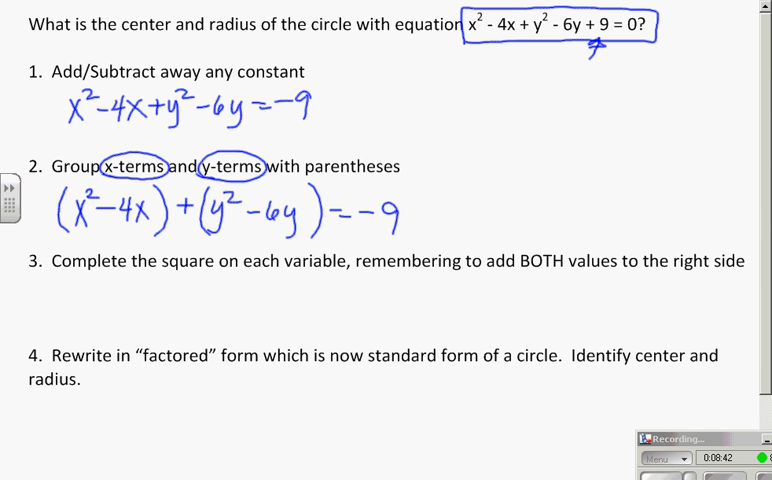 What is the center and radius of the circle with equation x² - 4x + y² - 6y + 9 = 0?
1. Add/Subtract away any constant
x²-4x+y²-6y=-9
2. Group x-terms and y-terms with parentheses
(x²-4x)+(y²-6y)=-9
3. Complete the square on each variable, remembering to add BOTH values to the right side
4. Rewrite in “factored” form which is now standard form of a circle. Identify center and
radius.
Recording...
Menu 0:08:42